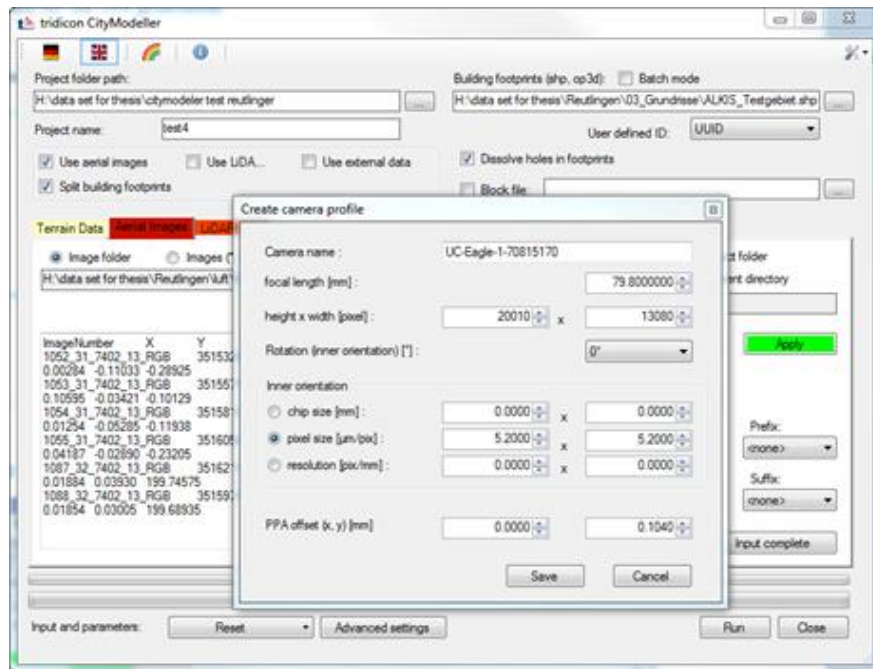 tridicon CityModeller
Project folder path:
Building footprints (shp, op3d):
Batch mode
H:\data set for thesis\citymodeler test reutlinger
...
H:\data set for thesis\Reutlingen\03_Grundrisse\ALKIS_Testgebiet.shp
...
Project name:
test4
User defined ID:
UUID
Use aerial images
Use LiDA...
Use external data
Dissolve holes in footprints
Split building footprints
Block file:
...
Create camera profile
Terrain Data
Aerial Images
Image folder
Images
H:\data set for thesis\Reutlingen\luft
Camera name :
UC-Eagle-1-70815170
focal length [mm] :
79.8000000
height x width [pixel] :
20010 x 13080
Rotation (inner orientation) [°] :
0°
Inner orientation
chip size [mm] :
0.0000 x 0.0000
pixel size [µm/pix] :
5.2000 x 5.2000
resolution [pix/mm] :
0.0000 x 0.0000
PPA offset (x, y) [mm]
0.0000
0.1040
Save
Cancel
folder
directory
Apply
ImageNumber X Y
1052_31_7402_13_RGB 351532
0.00284 -0.11033 -0.28925
1053_31_7402_13_RGB 35155
0.10595 -0.03421 -0.10129
1054_31_7402_13_RGB 35158
0.01254 -0.05285 -0.11938
1055_31_7402_13_RGB 351605
0.04187 -0.02890 -0.23205
1087_32_7402_13_RGB 351621
0.01884 0.03930 199.74575
1088_32_7402_13_RGB 35159
0.01854 0.03005 199.68935
Prefix:
<none>
Suffix:
<none>
Input complete
Input and parameters:
Reset
Advanced settings
Run
Close